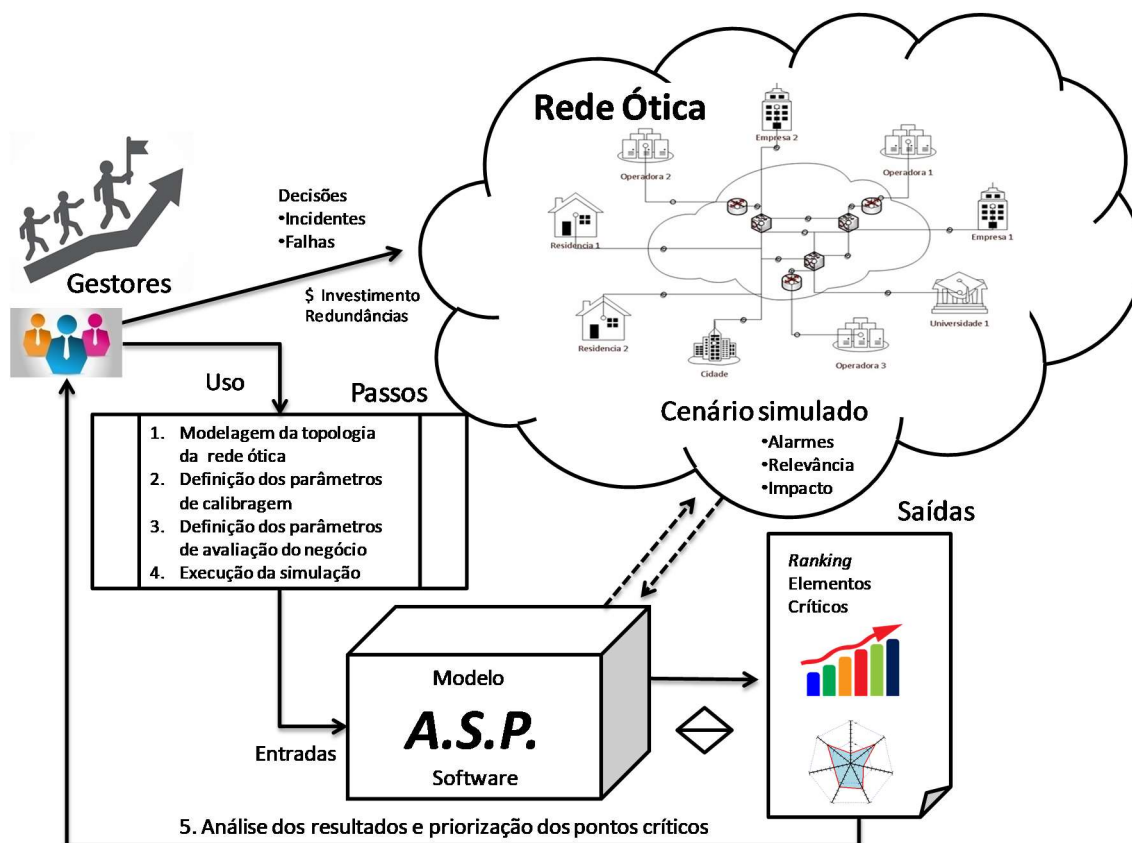 Rede Ótica
Empresa 2
Operadora 2
Operadora 1
Residencia 1
Empresa 1
Residencia 2
Cidade
Operadora 3
Universidade 1
Gestores
Decisões
•Incidentes
•Falhas
$ Investimento
Redundâncias
Uso
Passos
1. Modelagem da topologia
da rede ótica
2. Definição dos parâmetros
de calibragem
3. Definição dos parâmetros
de avaliação do negócio
4. Execução da simulação
Cenário simulado
•Alarmes
•Relevância
•Impacto
Saídas
Ranking
Elementos
Críticos
Entradas
Modelo
A.S.P.
Software
5. Análise dos resultados e priorização dos pontos críticos